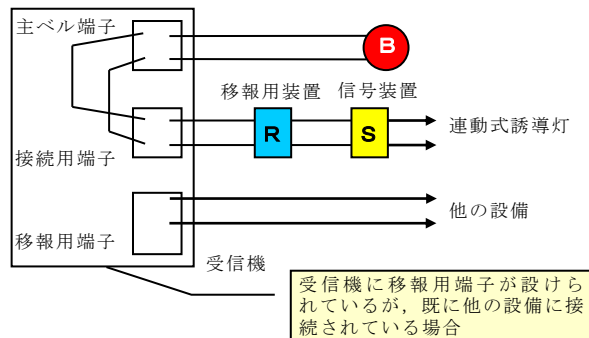 主ベル端子
B
移報用装置
信号装置
R
S
連動式誘導灯
接続用端子
他の設備
移報用端子
受信機
受信機に移報用端子が設けら
れているが，既に他の設備に接
続されている場合